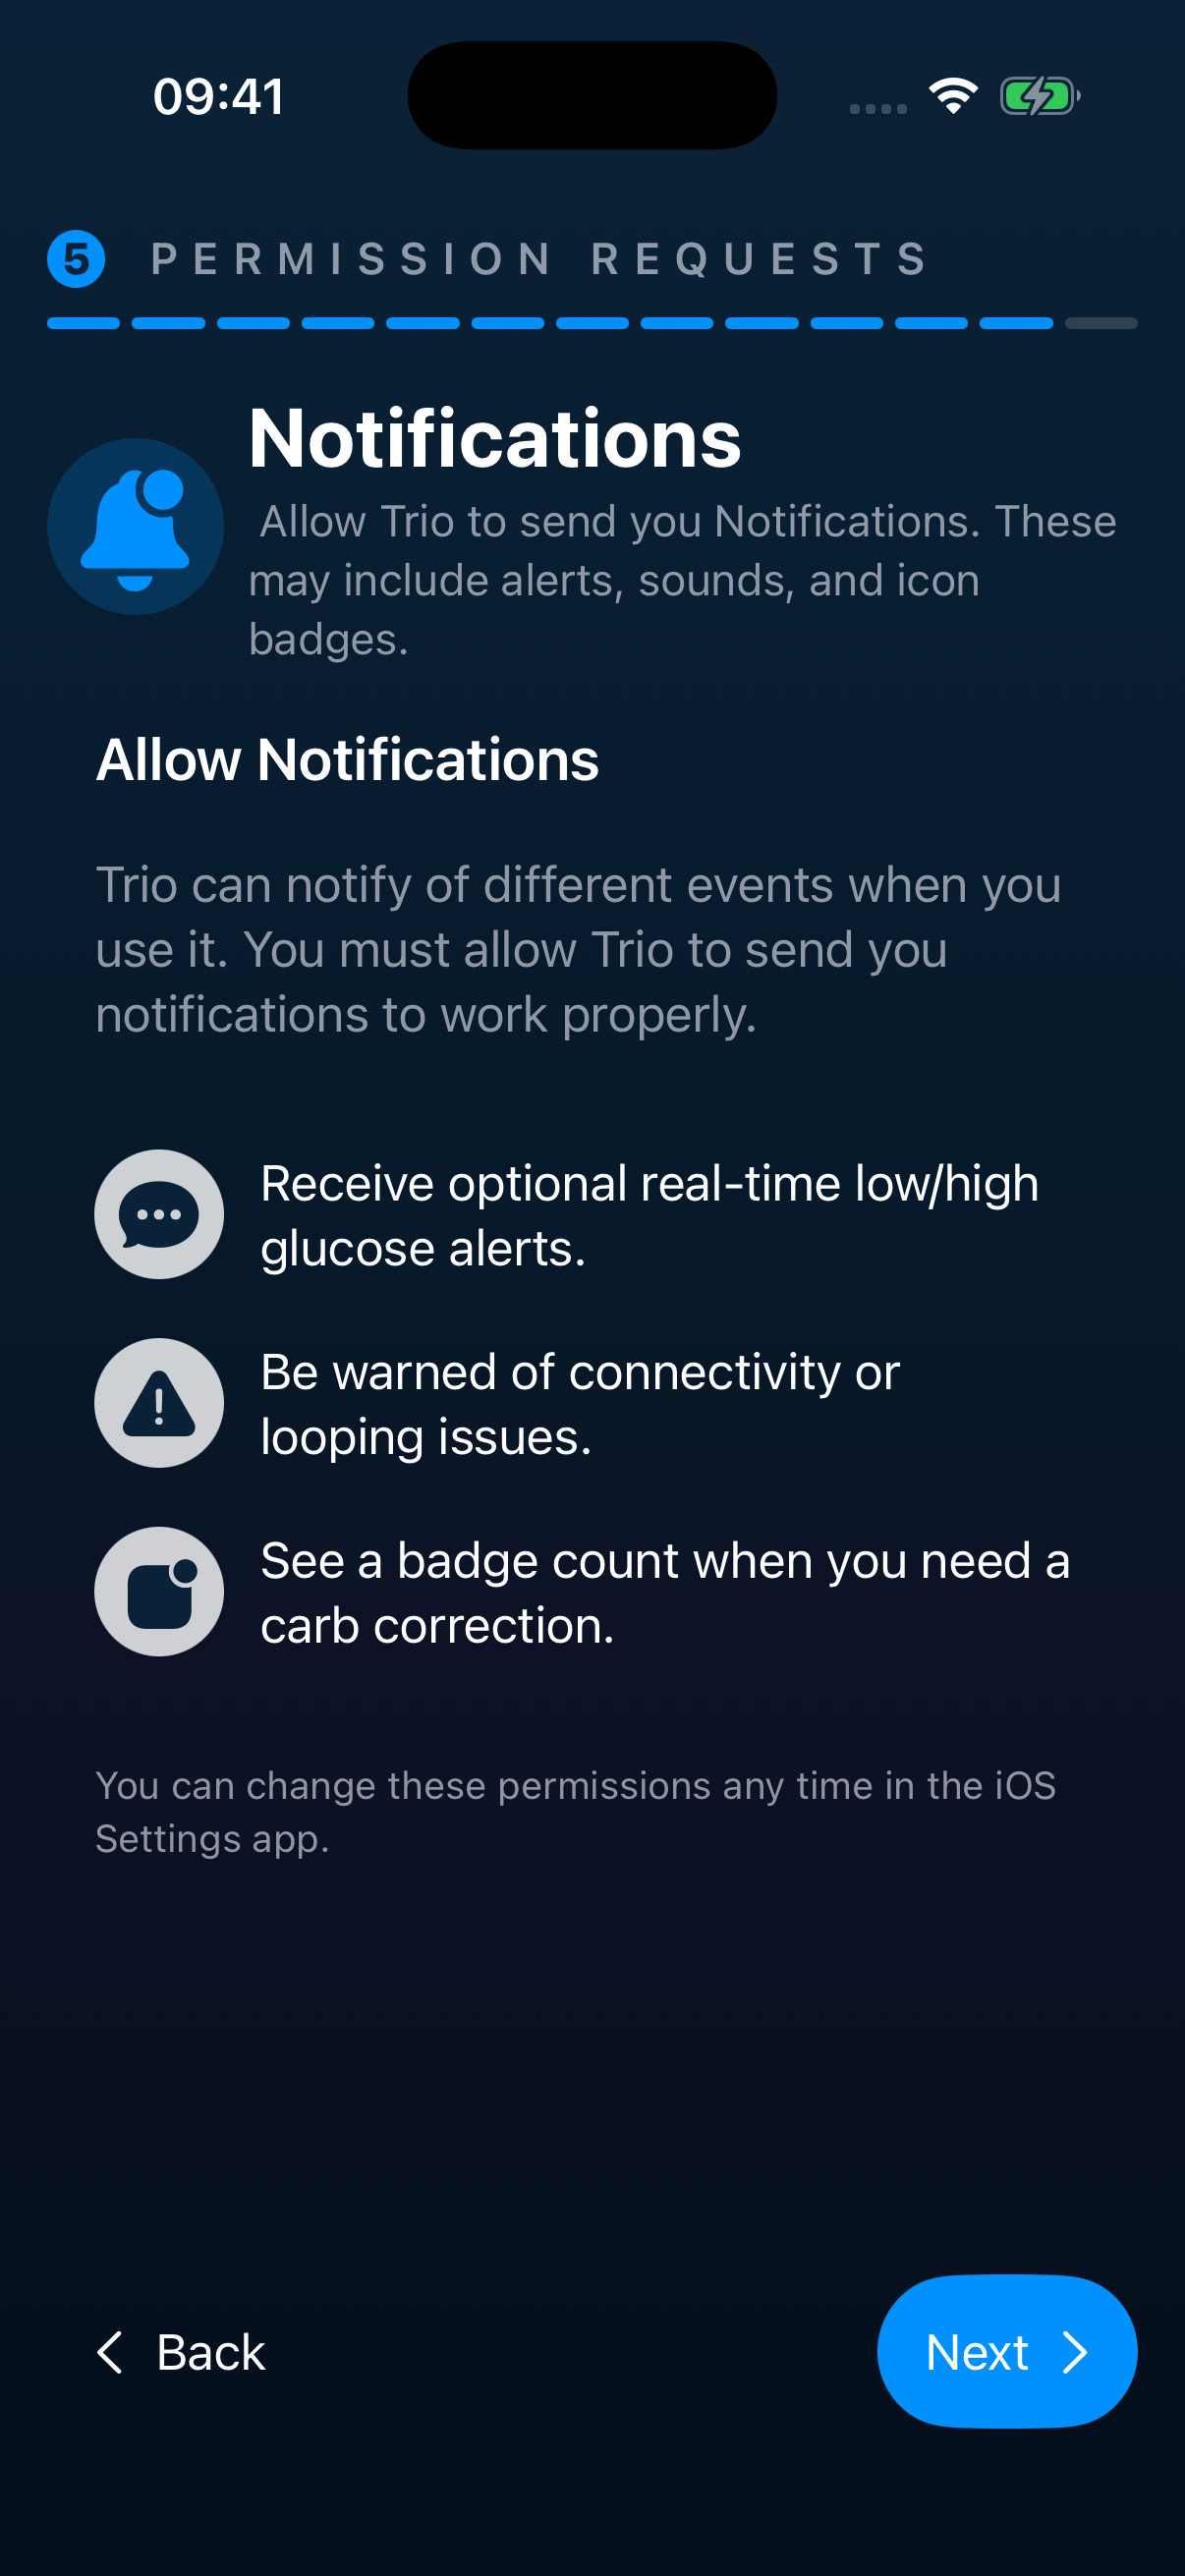 09:41
5 PERMISSION REQUESTS
Notifications
Allow Trio to send you Notifications. These
may include alerts, sounds, and icon
badges.
Allow Notifications
Trio can notify of different events when you
use it. You must allow Trio to send you
notifications to work properly.
Receive optional real-time low/high
glucose alerts.
Be warned of connectivity or
looping issues.
See a badge count when you need a
carb correction.
You can change these permissions any time in the iOS
Settings app.
Back
Next